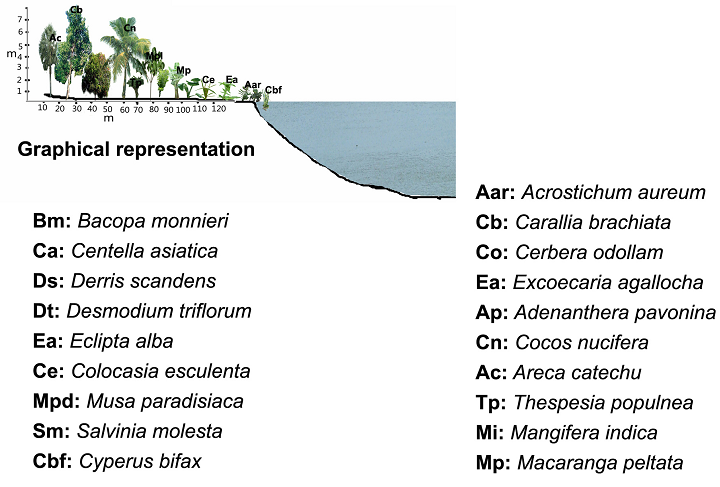 7
6
5
4
3
2
1
m
Cb
Ac
Cn
Mpd
Tp
Mp
Ce
Ea
Aar
Cbf
10 20 30 40 50 60 70 80 90 100 110 120
m
Graphical representation
Bm: Bacopa monnieri
Ca: Centella asiatica
Ds: Derris scandens
Dt: Desmodium triflorum
Ea: Eclipta alba
Ce: Colocasia esculenta
Mpd: Musa paradisiaca
Sm: Salvinia molesta
Cbf: Cyperus bifax
Aar: Acrostichum aureum
Cb: Carallia brachiata
Co: Cerbera odollam
Ea: Excoecaria agallocha
Ap: Adenanthera pavonina
Cn: Cocos nucifera
Ac: Areca catechu
Tp: Thespesia populnea
Mi: Mangifera indica
Mp: Macaranga peltata